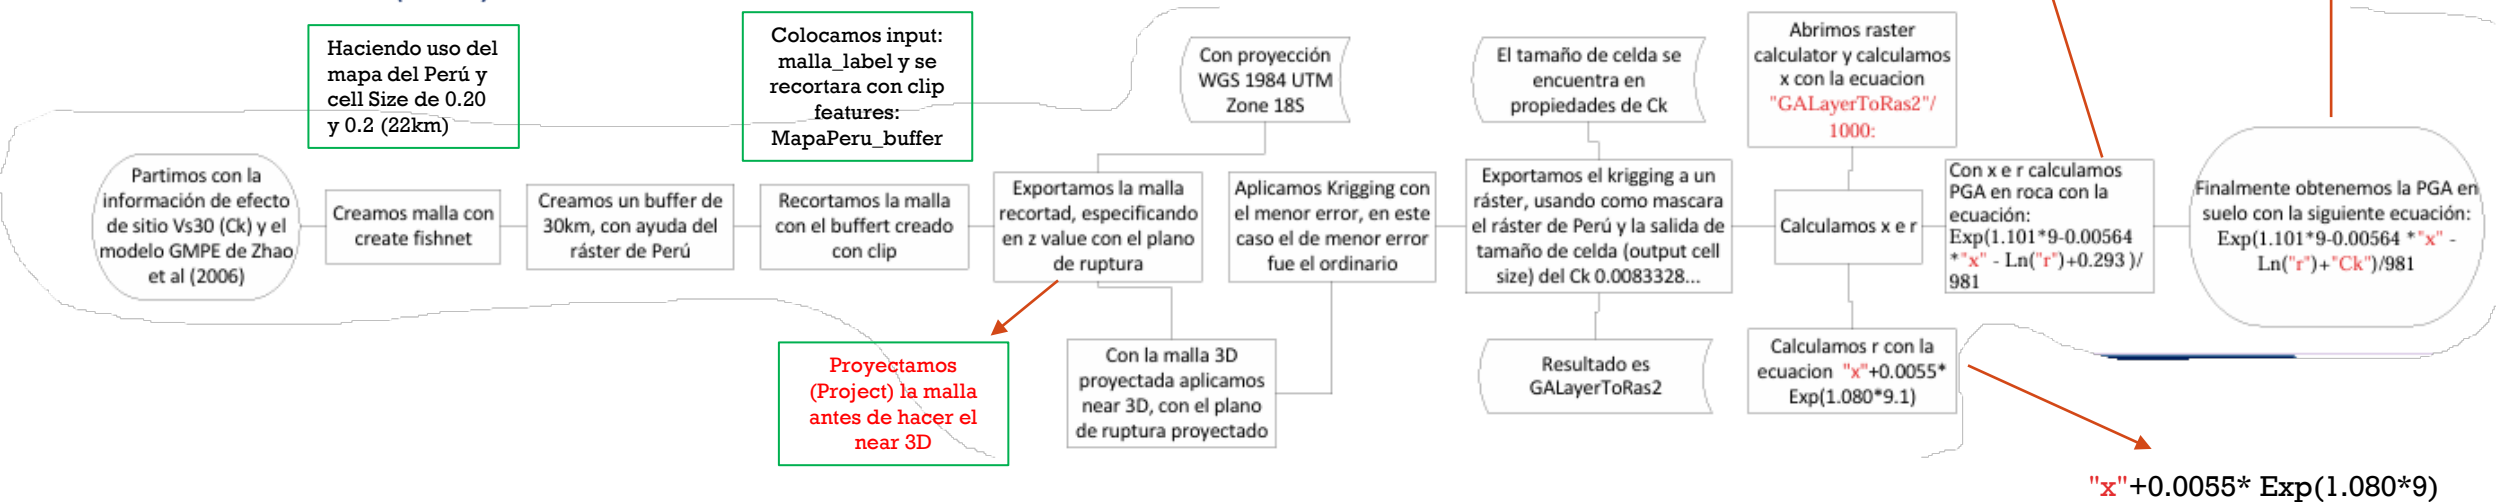 Haciendo uso del
mapa del Perú y
cell Size de 0.20
y 0.2 (22km)
Colocamos input:
malla_label y se
recortara con clip
features:
MapaPeru_buffer
Con proyección
WGS 1984 UTM
Zone 18S
El tamaño de celda se
encuentra en
propiedades de Ck
Abrimos raster
calculator y calculamos
x con la ecuacion
"GALayerToRas2"/
1000:
Partimos con la
información de efecto
de sitio Vs30 (Ck) y el
modelo GMPE de Zhao
et al (2006)
Creamos malla con
create fishnet
Creamos un buffer de
30km, con ayuda del
ráster de Perú
Recortamos la malla
con el buffert creado
con clip
Exportamos la malla
recortad, especificando
en z value con el plano
de ruptura
Aplicamos Krigging con
el menor error, en este
caso el de menor error
fue el ordinario
Exportamos el krigging a un
ráster, usando como mascara
el ráster de Perú y la salida de
tamaño de celda (output cell
size) del Ck 0.0083328...
Calculamos x e r
Con x e r calculamos
PGA en roca con la
ecuación:
Exp(1.101*9-0.00564
*"x" - Ln("r")+0.293 )/
981
Finalmente obtenemos la PGA en
suelo con la siguiente ecuación:
Exp(1.101*9-0.00564 *"x" -
Ln("r")+"Ck")/981
Proyectamos
(Project) la malla
antes de hacer el
near 3D
Con la malla 3D
proyectada aplicamos
near 3D, con el plano
de ruptura proyectado
Resultado es
GALayerToRas2
Calculamos r con la
ecuacion "x"+0.0055*
Exp(1.080*9.1)
"x"+0.0055* Exp(1.080*9)